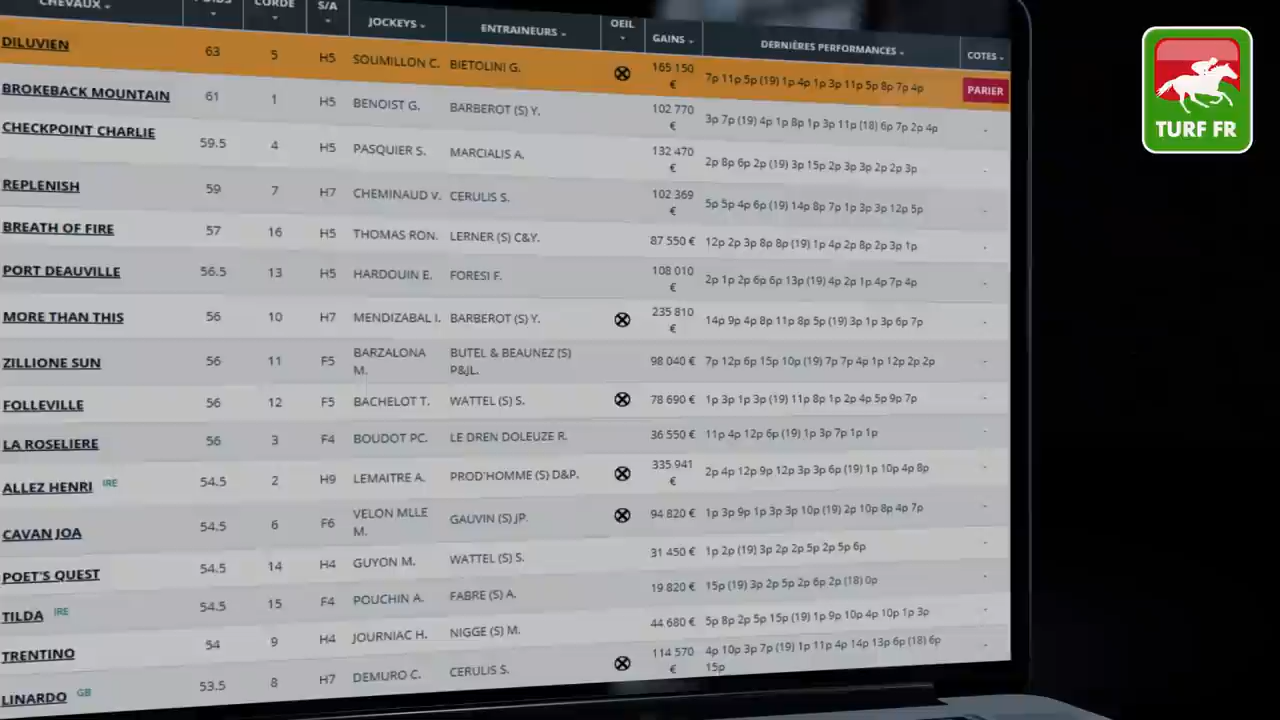 CHEVAUX POIDS CORDE S/A JOCKEYS ENTRAINEURS OEIL GAINS DERNIÈRES PERFORMANCES COTES
DILUVIEN 63 5 H5 SOUMILLON C. BIETOLINI G. 165 150 € 7p 11p 5p (19) 1p 4p 1p 3p 11p 5p 8p 7p 4p PARIER
BROKEBACK MOUNTAIN 61 1 H5 BENOIST G. BARBEROT (S) Y. 102 770 € 3p 7p (19) 4p 1p 8p 1p 3p 11p (18) 6p 7p 2p 4p -
CHECKPOINT CHARLIE 59.5 4 H5 PASQUIER S. MARCIALIS A. 132 470 € 2p 8p 6p 2p (19) 3p 15p 2p 3p 3p 2p 2p 3p -
REPLENISH 59 7 H7 CHEMINAUD V. CERULIS S. 102 369 € 5p 5p 4p 6p (19) 14p 8p 7p 1p 3p 3p 12p 5p -
BREATH OF FIRE 57 16 H5 THOMAS RON. LERNER (S) C&Y. 87 550 € 12p 2p 3p 8p 8p (19) 1p 4p 2p 8p 2p 3p 1p -
PORT DEAUVILLE 56.5 13 H5 HARDOUIN E. FORESI F. 108 010 € 2p 1p 2p 6p 6p 13p (19) 4p 2p 1p 4p 7p 4p -
MORE THAN THIS 56 10 H7 MENDIZABAL I. BARBEROT (S) Y. 235 810 € 14p 9p 4p 8p 11p 8p 5p (19) 3p 1p 3p 6p 7p -
ZILLIONE SUN 56 11 F5 BARZALONA M. BUTEL & BEAUNEZ (S) P&JL. 98 040 € 7p 12p 6p 15p 10p (19) 7p 7p 4p 1p 12p 2p 2p -
FOLLEVILLE 56 12 F5 BACHELOT T. WATTEL (S) S. 78 690 € 1p 3p 1p 3p (19) 11p 8p 1p 2p 4p 5p 9p 7p -
LA ROSELIERE 56 3 F4 BOUDOT PC. LE DREN DOLEUZE R. 36 550 € 11p 4p 12p 6p (19) 1p 3p 7p 1p 1p -
ALLEZ HENRI IRE 54.5 2 H9 LEMAITRE A. PROD'HOMME (S) D&P. 335 941 € 2p 4p 12p 9p 12p 3p 3p 6p (19) 1p 10p 4p 8p -
CAVAN JOA 54.5 6 F6 VELON MLLE M. GAUVIN (S) JP. 94 820 € 1p 3p 9p 1p 3p 3p 10p (19) 2p 10p 8p 4p 7p -
POET'S QUEST 54.5 14 H4 GUYON M. WATTEL (S) S. 31 450 € 1p 2p (19) 3p 2p 2p 5p 2p 5p 6p -
TILDA IRE 54.5 15 F4 POUCHIN A. FABRE (S) A. 19 820 € 15p (19) 3p 2p 5p 2p 6p 2p (18) 0p -
TRENTINO 54 9 H4 JOURNIAC H. NIGGE (S) M. 44 680 € 5p 8p 2p 5p 15p (19) 1p 9p 10p 4p 10p 1p 3p -
LINARDO GB 53.5 8 H7 DEMURO C. CERULIS S. 114 570 € 4p 10p 3p 7p (19) 1p 11p 4p 14p 13p 6p (18) 6p 15p -
TURF FR